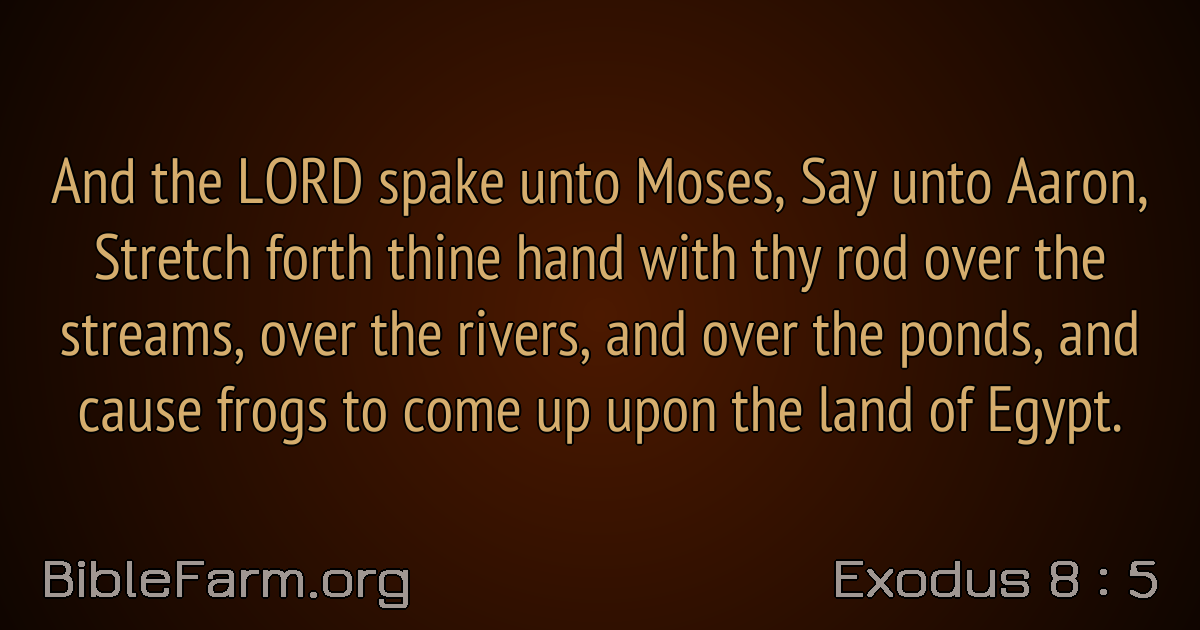 And the LORD spake unto Moses, Say unto Aaron,
Stretch forth thine hand with thy rod over the
streams, over the rivers, and over the ponds, and
cause frogs to come up upon the land of Egypt.
BibleFarm.org
Exodus 8 : 5